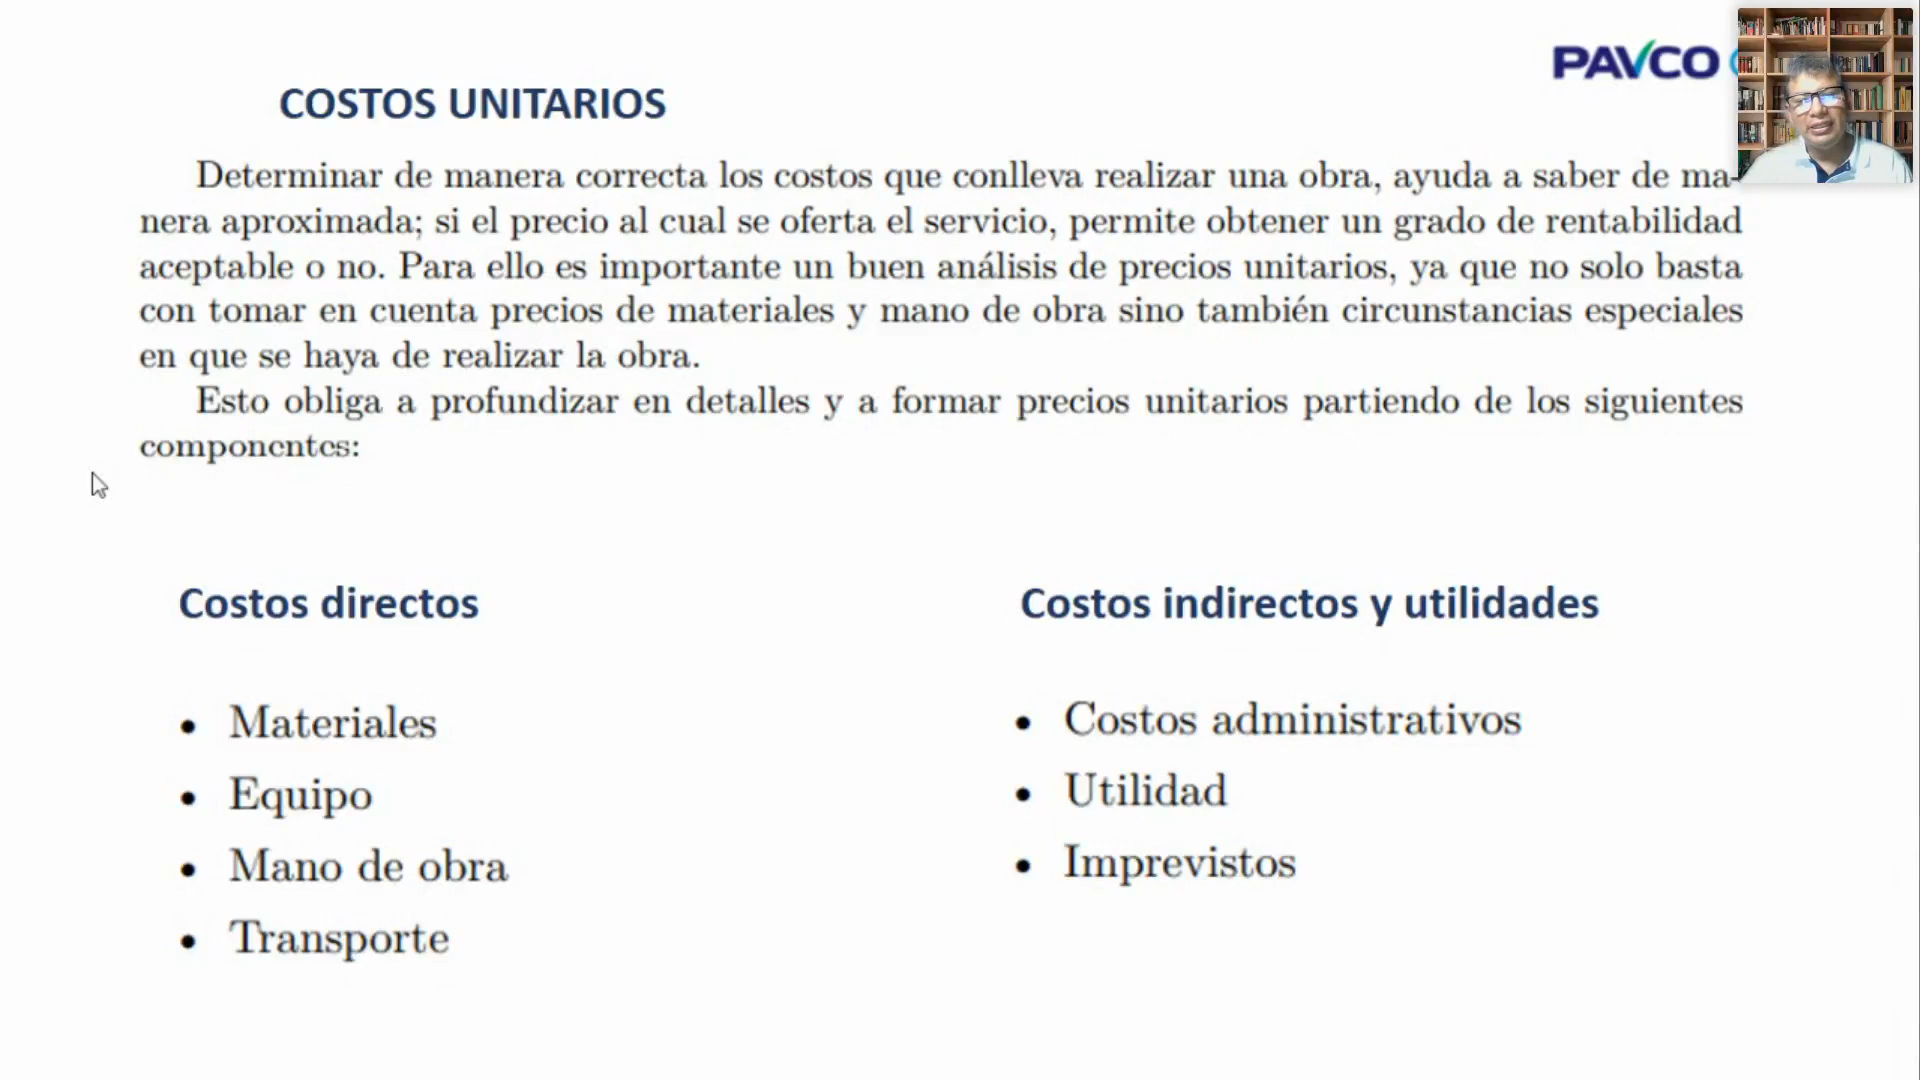 PAVCO
COSTOS UNITARIOS
Determinar de manera correcta los costos que conlleva realizar una obra, ayuda a saber de ma-
nera aproximada; si el precio al cual se oferta el servicio, permite obtener un grado de rentabilidad
aceptable o no. Para ello es importante un buen análisis de precios unitarios, ya que no solo basta
con tomar en cuenta precios de materiales y mano de obra sino también circunstancias especiales
en que se haya de realizar la obra.
Esto obliga a profundizar en detalles y a formar precios unitarios partiendo de los siguientes
componentes:
Costos directos
• Materiales
• Equipo
• Mano de obra
• Transporte
Costos indirectos y utilidades
• Costos administrativos
• Utilidad
• Imprevistos